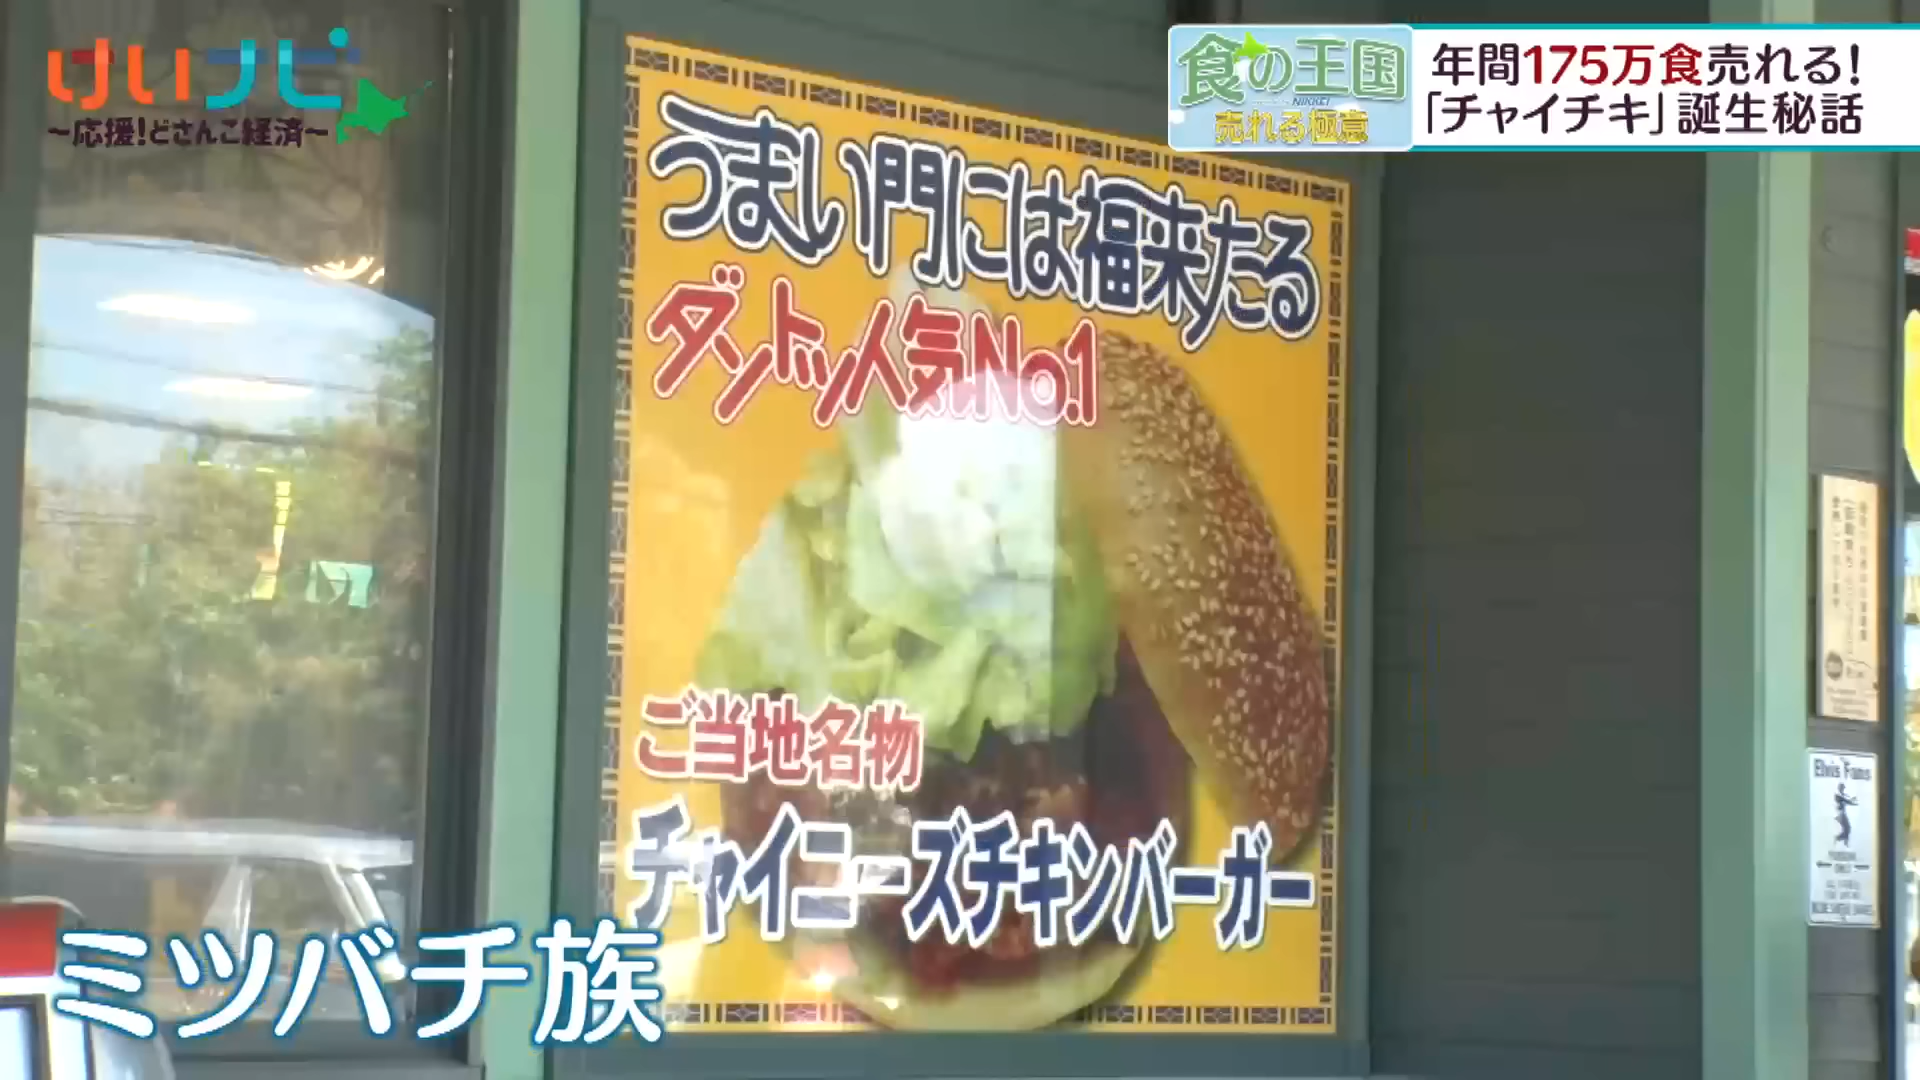 けいナビ
～応援！どさんこ経済～
食の王国
NIKKEI
売れる極意
年間175万食売れる！
「チャイチキ」誕生秘話
うまい門には福来たる
ダントツ人気No.1
ご当地名物
チャイニーズチキンバーガー
Elvis Fans
ミツバチ族